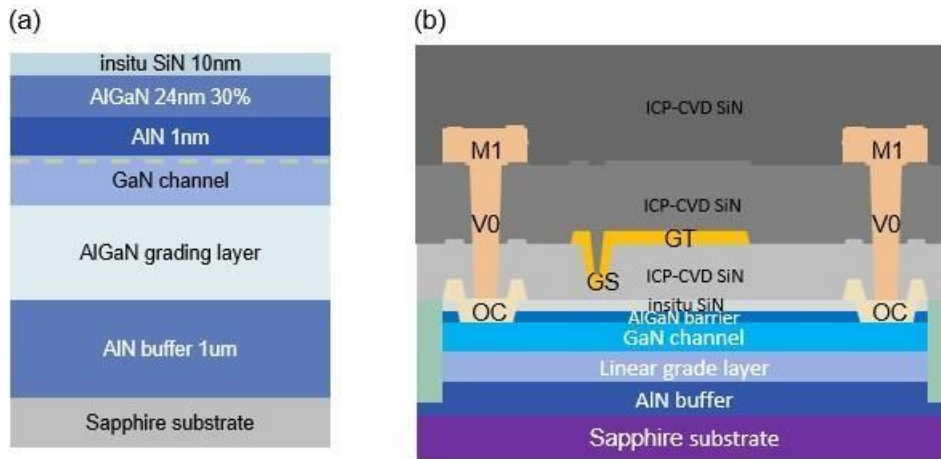 (a)
insitu SiN 10nm
AlGaN 24nm 30%
AlN 1nm
GaN channel
AlGaN grading layer
AlN buffer 1um
Sapphire substrate
(b)
ICP-CVD SiN
M1
M1
ICP-CVD SiN
V0
V0
GT
GS
ICP-CVD SiN
insitu SiN
OC
OC
AlGaN barrier
GaN channel
Linear grade layer
AlN buffer
Sapphire substrate